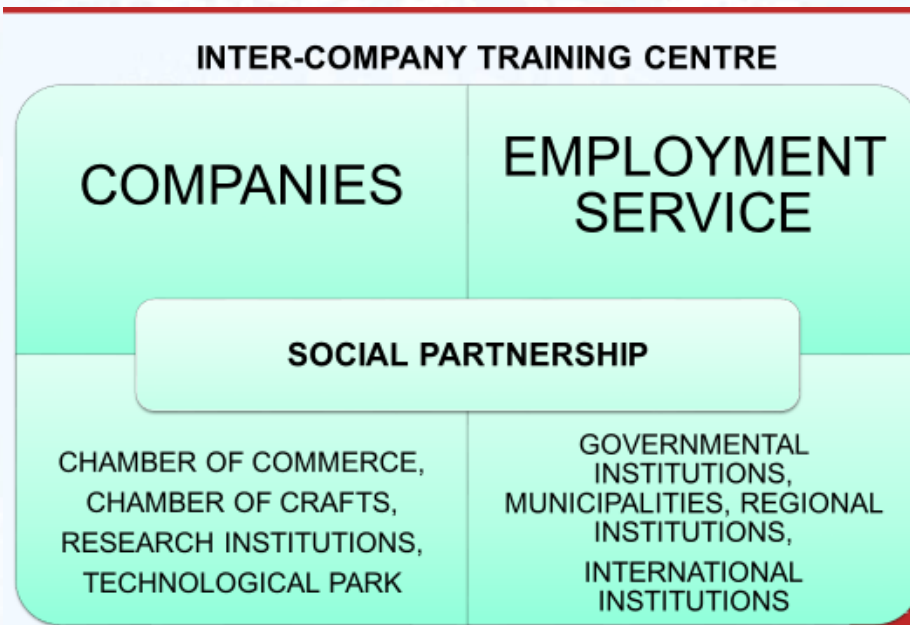 INTER-COMPANY TRAINING CENTRE
COMPANIES
EMPLOYMENT
SERVICE
SOCIAL PARTNERSHIP
CHAMBER OF COMMERCE,
CHAMBER OF CRAFTS,
RESEARCH INSTITUTIONS,
TECHNOLOGICAL PARK
GOVERNMENTAL
INSTITUTIONS,
MUNICIPALITIES, REGIONAL
INSTITUTIONS,
INTERNATIONAL
INSTITUTIONS